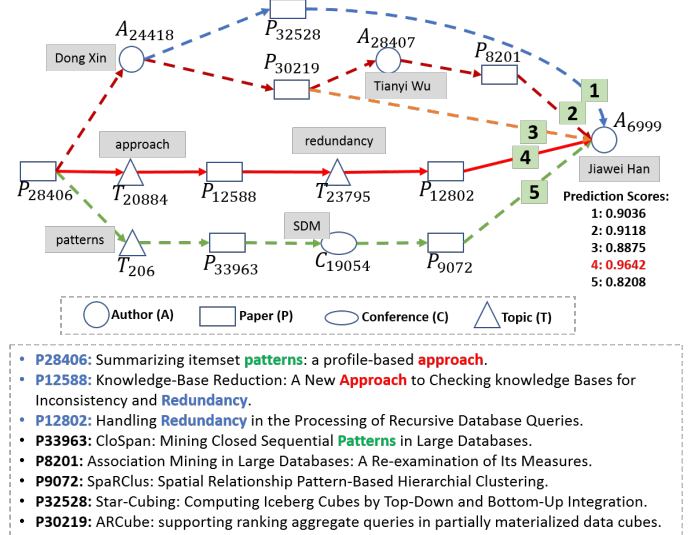 P32528
A24418
A28407
Dong Xin
P30219
P8201
Tianyi Wu
1
2
A6999
3
approach
redundancy
4
Jiawei Han
P28406
T20884
P12588
T23795
P12802
5
Prediction Scores:
1: 0.9036
2: 0.9118
3: 0.8875
4: 0.9642
5: 0.8208
patterns
SDM
T206
P33963
C19054
P9072
Author (A)
Paper (P)
Conference (C)
Topic (T)
• P28406: Summarizing itemset patterns: a profile-based approach.
• P12588: Knowledge-Base Reduction: A New Approach to Checking knowledge Bases for
Inconsistency and Redundancy.
• P12802: Handling Redundancy in the Processing of Recursive Database Queries.
• P33963: CloSpan: Mining Closed Sequential Patterns in Large Databases.
• P8201: Association Mining in Large Databases: A Re-examination of Its Measures.
• P9072: SpaRClus: Spatial Relationship Pattern-Based Hierarchial Clustering.
• P32528: Star-Cubing: Computing Iceberg Cubes by Top-Down and Bottom-Up Integration.
• P30219: ARCube: supporting ranking aggregate queries in partially materialized data cubes.